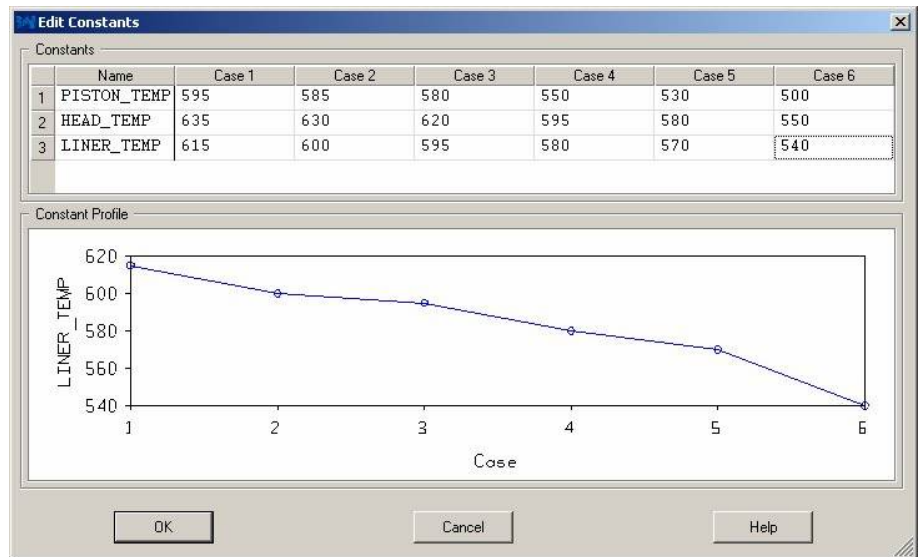 Edit Constants
Constants
Name Case 1 Case 2 Case 3 Case 4 Case 5 Case 6
1 PISTON_TEMP 595 585 580 550 530 500
2 HEAD_TEMP 635 630 620 595 580 550
3 LINER_TEMP 615 600 595 580 570 540
Constant Profile
620
600
580
560
540
LINER_TEMP
1 2 3 4 5 6
Case
OK Cancel Help